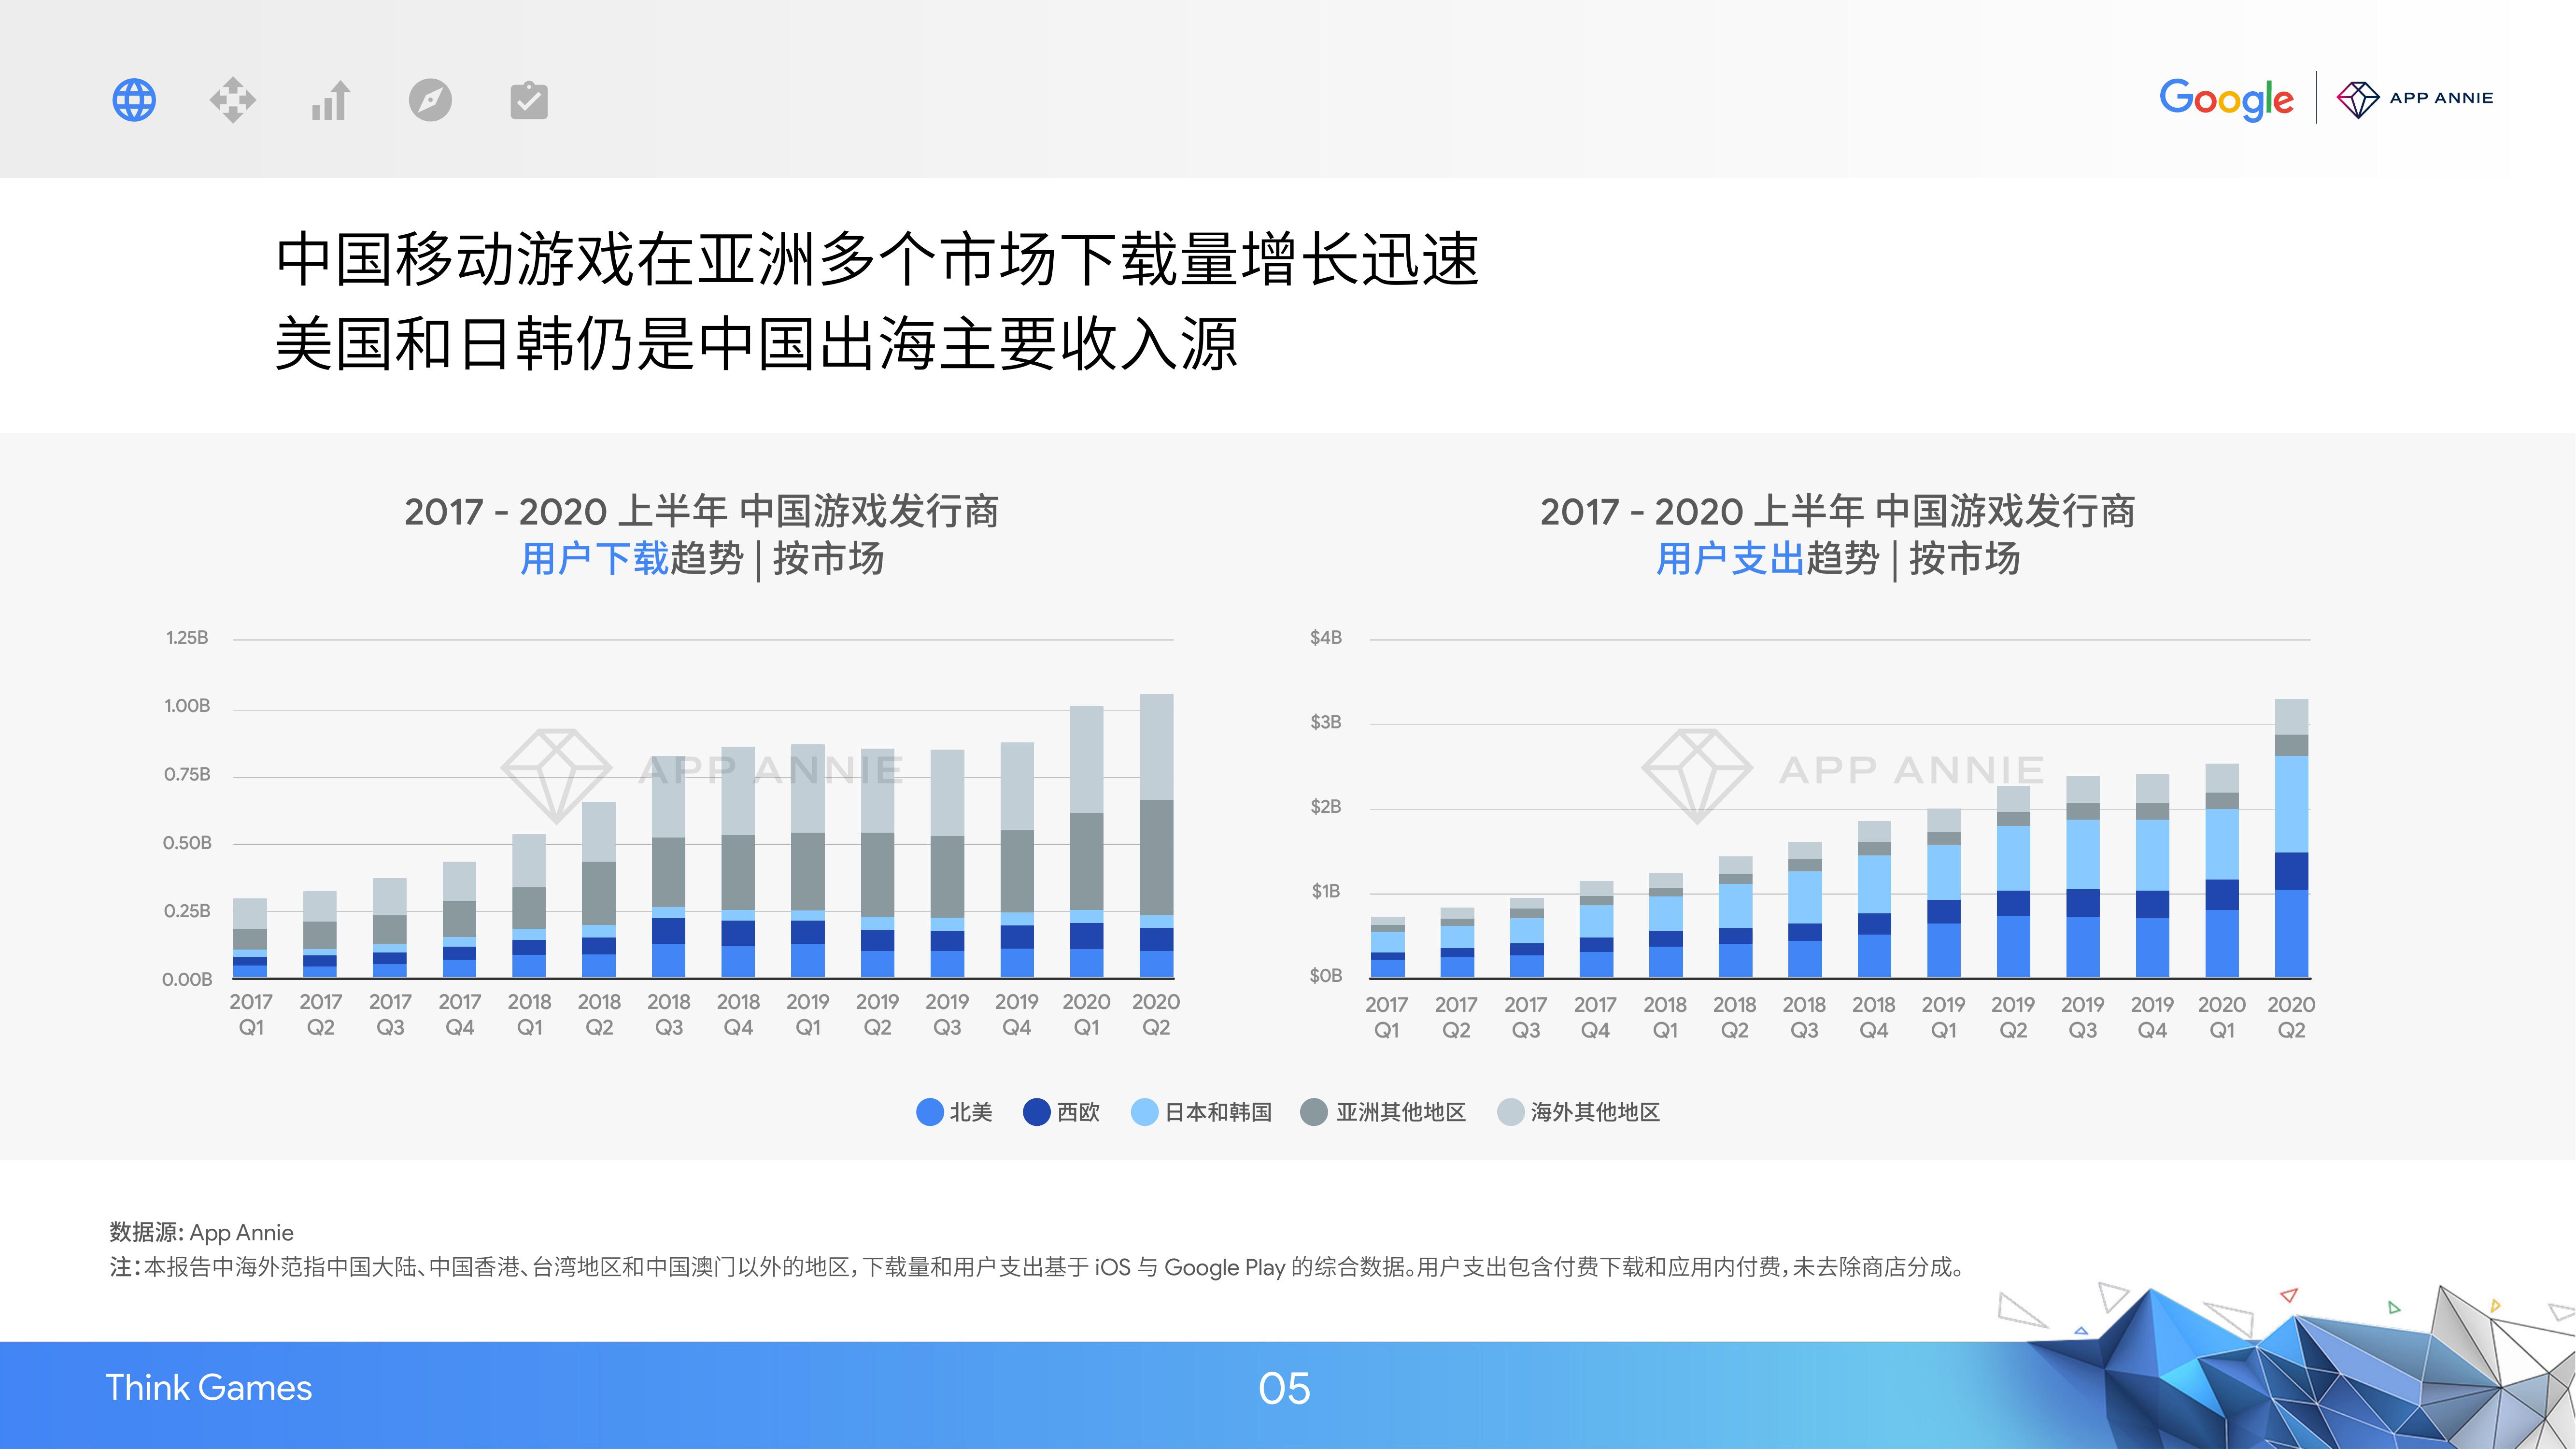 Google | APP ANNIE
中国移动游戏在亚洲多个市场下载量增长迅速
美国和日韩仍是中国出海主要收入源
2017 - 2020 上半年 中国游戏发行商
用户下载趋势 | 按市场
1.25B
1.00B
0.75B
0.50B
0.25B
0.00B
APP ANNIE
2017 2017 2017 2017 2018 2018 2018 2018 2019 2019 2019 2019 2020 2020
Q1 Q2 Q3 Q4 Q1 Q2 Q3 Q4 Q1 Q2 Q3 Q4 Q1 Q2
2017 - 2020 上半年 中国游戏发行商
用户支出趋势 | 按市场
$4B
$3B
$2B
$1B
$0B
APP ANNIE
2017 2017 2017 2017 2018 2018 2018 2018 2019 2019 2019 2019 2020 2020
Q1 Q2 Q3 Q4 Q1 Q2 Q3 Q4 Q1 Q2 Q3 Q4 Q1 Q2
北美 西欧 日本和韩国 亚洲其他地区 海外其他地区
数据源: App Annie
注：本报告中海外范指中国大陆、中国香港、台湾地区和中国澳门以外的地区，下载量和用户支出基于 iOS 与 Google Play 的综合数据。用户支出包含付费下载和应用内付费，未去除商店分成。
Think Games
05